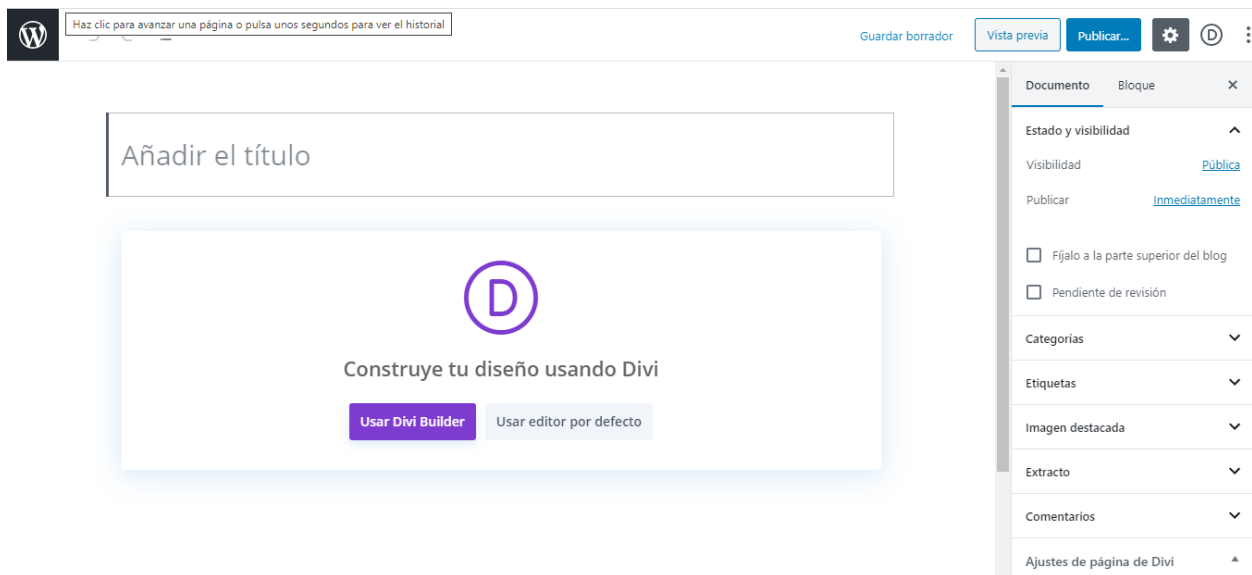 Haz clic para avanzar una página o pulsa unos segundos para ver el historial
Guardar borrador
Vista previa
Publicar...
Documento
Bloque
Estado y visibilidad
Añadir el título
Visibilidad
Pública
Publicar
Inmediatamente
Fíjalo a la parte superior del blog
Pendiente de revisión
D
Construye tu diseño usando Divi
Usar Divi Builder
Usar editor por defecto
Categorías
Etiquetas
Imagen destacada
Extracto
Comentarios
Ajustes de página de Divi